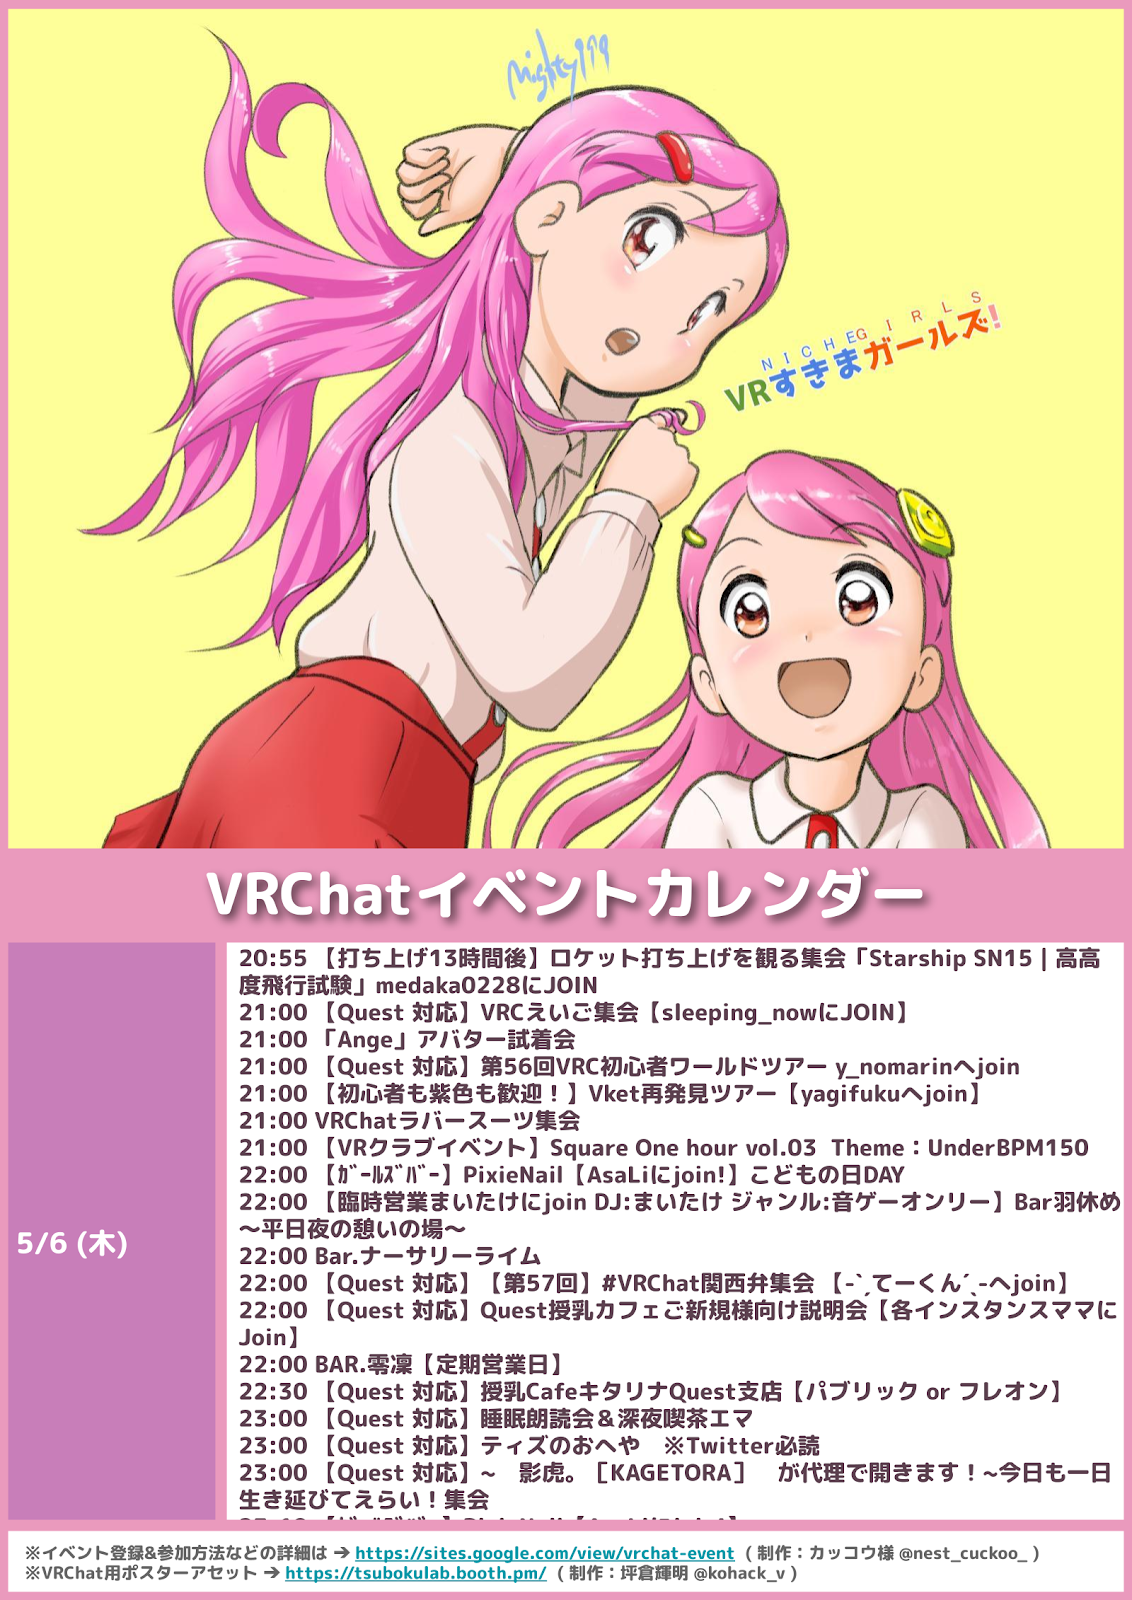 mighty199
NICHE GIRLS
VRすきまガールズ!
VRChatイベントカレンダー
5/6 (木)
20:55 【打ち上げ13時間後】ロケット打ち上げを観る集会「Starship SN15 | 高高
度飛行試験」medaka0228にJOIN
21:00 【Quest 対応】VRCえいご集会【sleeping_nowにJOIN】
21:00 「Ange」アバター試着会
21:00 【Quest 対応】第56回VRC初心者ワールドツアー y_nomarinへjoin
21:00 【初心者も紫色も歓迎！】Vket再発見ツアー【yagifukuへjoin】
21:00 VRChatラバースーツ集会
21:00 【VRクラブイベント】Square One hour vol.03 Theme：UnderBPM150
22:00 【ｶﾞｰﾙｽﾞﾊﾞｰ】PixieNail【AsaLiにjoin!】こどもの日DAY
22:00 【臨時営業まいたけにjoin DJ:まいたけ ジャンル:音ゲーオンリー】Bar羽休め
～平日夜の憩いの場～
22:00 Bar.ナーサリーライム
22:00 【Quest 対応】【第57回】#VRChat関西弁集会 【-ˋˏてーくんˊˎ-へjoin】
22:00 【Quest 対応】Quest授乳カフェご新規様向け説明会【各インスタンスママに
Join】
22:00 BAR.零凜【定期営業日】
22:30 【Quest 対応】授乳CafeキタリナQuest支店【パブリック or フレオン】
23:00 【Quest 対応】睡眠朗読会＆深夜喫茶エマ
23:00 【Quest 対応】ティズのおへや　※Twitter必読
23:00 【Quest 対応】~　影虎。［KAGETORA］　が代理で開きます！~今日も一日
生き延びてえらい！集会
※イベント登録&参加方法などの詳細は ➔ https://sites.google.com/view/vrchat-event （制作：カッコウ様 @nest_cuckoo_）
※VRChat用ポスターアセット ➔ https://tsubokulab.booth.pm/ （制作：坪倉輝明 @kohack_v）